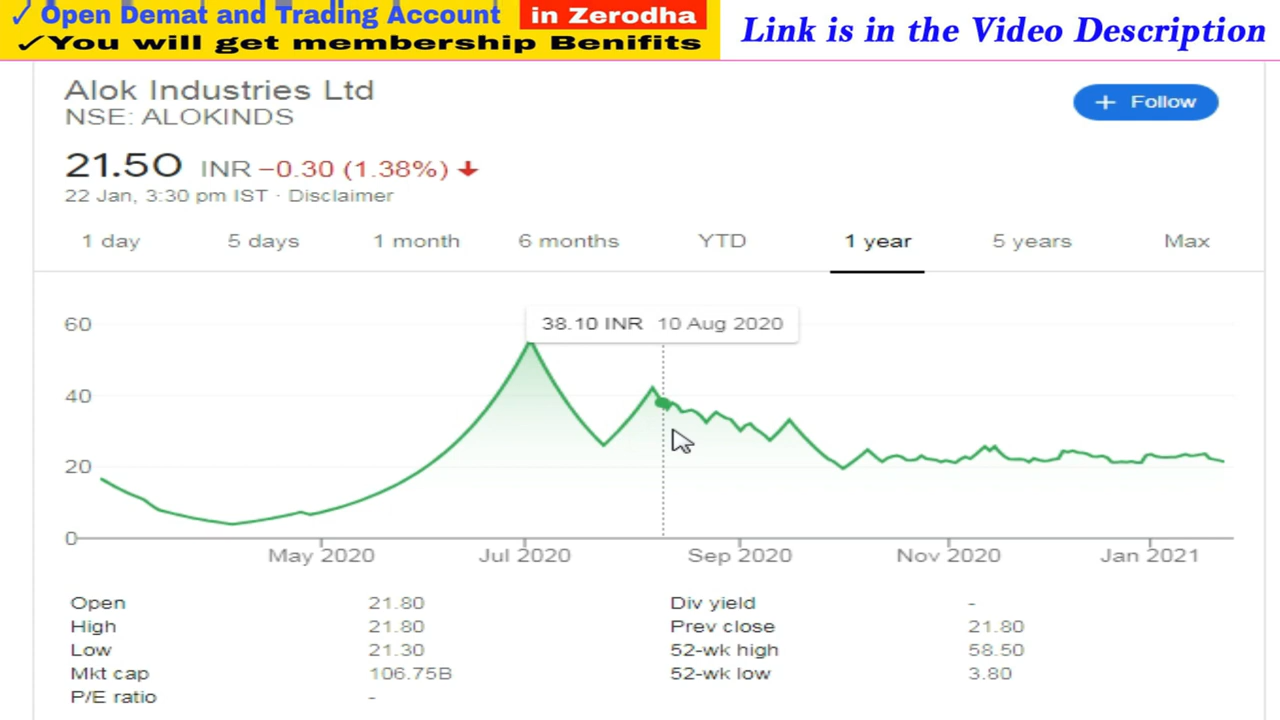 ✓ Open Demat and Trading Account in Zerodha
✓You will get membership Benifits
Link is in the Video Description
Alok Industries Ltd
NSE: ALOKINDS
+ Follow
21.50 INR −0.30 (1.38%) ↓
22 Jan, 3:30 pm IST · Disclaimer
1 day 5 days 1 month 6 months YTD 1 year 5 years Max
38.10 INR 10 Aug 2020
60
40
20
0
May 2020 Jul 2020 Sep 2020 Nov 2020 Jan 2021
Open 21.80 Div yield -
High 21.80 Prev close 21.80
Low 21.30 52-wk high 58.50
Mkt cap 106.75B 52-wk low 3.80
P/E ratio -